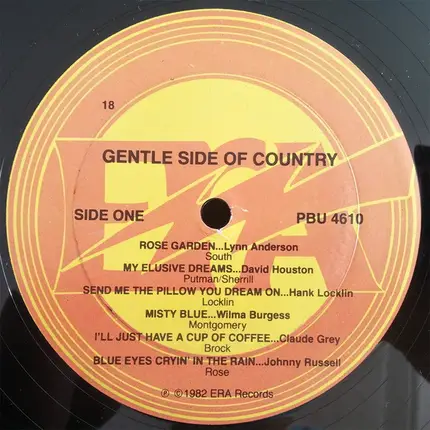 18
GENTLE SIDE OF COUNTRY
ERA
SIDE ONE
PBU 4610
ROSE GARDEN...Lynn Anderson
South
MY ELUSIVE DREAMS...David Houston
Putman/Sherrill
SEND ME THE PILLOW YOU DREAM ON...Hank Locklin
Locklin
MISTY BLUE...Wilma Burgess
Montgomery
I'LL JUST HAVE A CUP OF COFFEE...Claude Grey
Brock
BLUE EYES CRYIN' IN THE RAIN...Johnny Russell
Rose
℗ ©1982 ERA Records